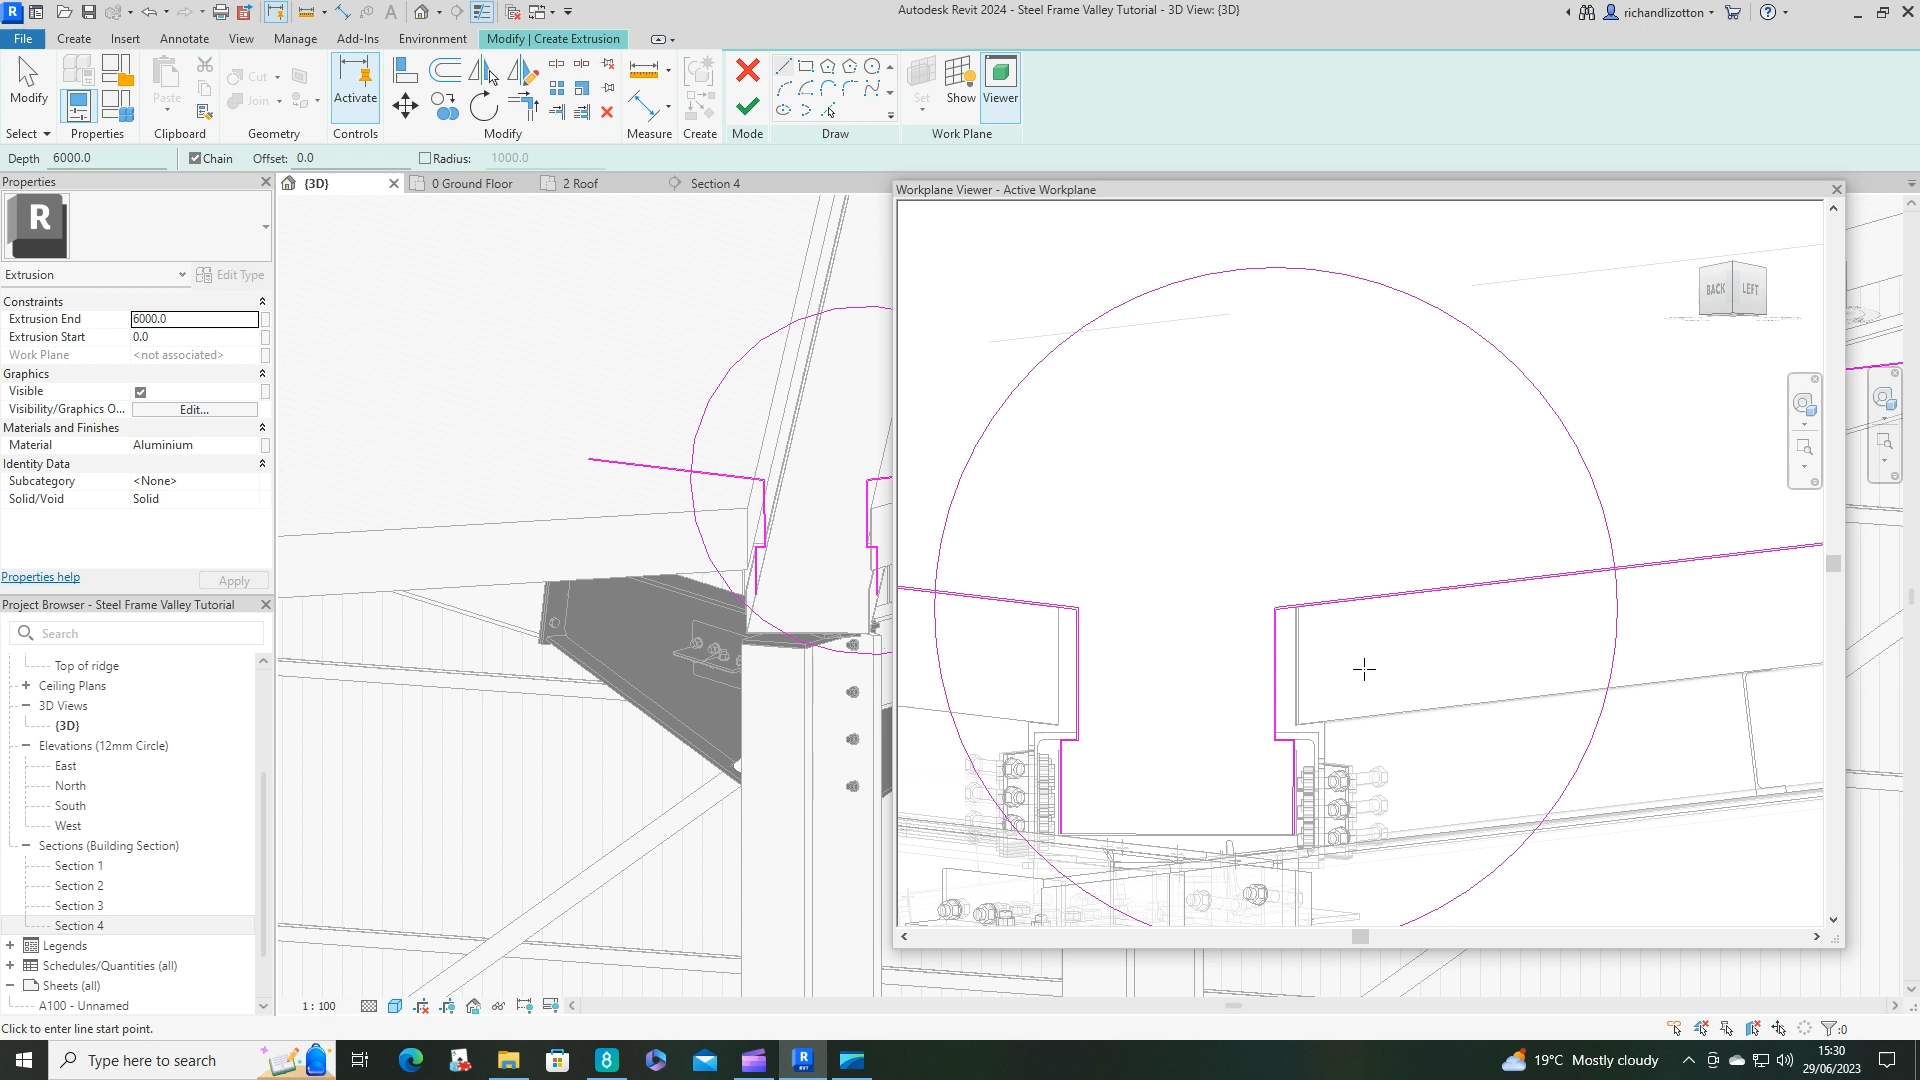 Autodesk Revit 2024 - Steel Frame Valley Tutorial - 3D View: {3D}
richandlizotton
File
Create
Insert
Annotate
View
Manage
Add-Ins
Environment
Modify | Create Extrusion
Modify
Paste
Cut
Join
Activate
Set
Show
Viewer
Select
Properties
Clipboard
Geometry
Controls
Modify
Measure
Create
Mode
Draw
Work Plane
Depth 6000.0
Chain
Offset: 0.0
Radius: 1000.0
Properties
{3D}
0 Ground Floor
2 Roof
Section 4
Workplane Viewer - Active Workplane
BACK
LEFT
R
Extrusion
Edit Type
Constraints
Extrusion End 6000.0
Extrusion Start 0.0
Work Plane <not associated>
Graphics
Visible
Visibility/Graphics O... Edit...
Materials and Finishes
Material Aluminium
Identity Data
Subcategory <None>
Solid/Void Solid
Properties help
Apply
Project Browser - Steel Frame Valley Tutorial
Search
Top of ridge
Ceiling Plans
3D Views
{3D}
Elevations (12mm Circle)
East
North
South
West
Sections (Building Section)
Section 1
Section 2
Section 3
Section 4
Legends
Schedules/Quantities (all)
Sheets (all)
A100 - Unnamed
1 : 100
Click to enter line start point.
:0
Type here to search
19°C Mostly cloudy
15:30
29/06/2023